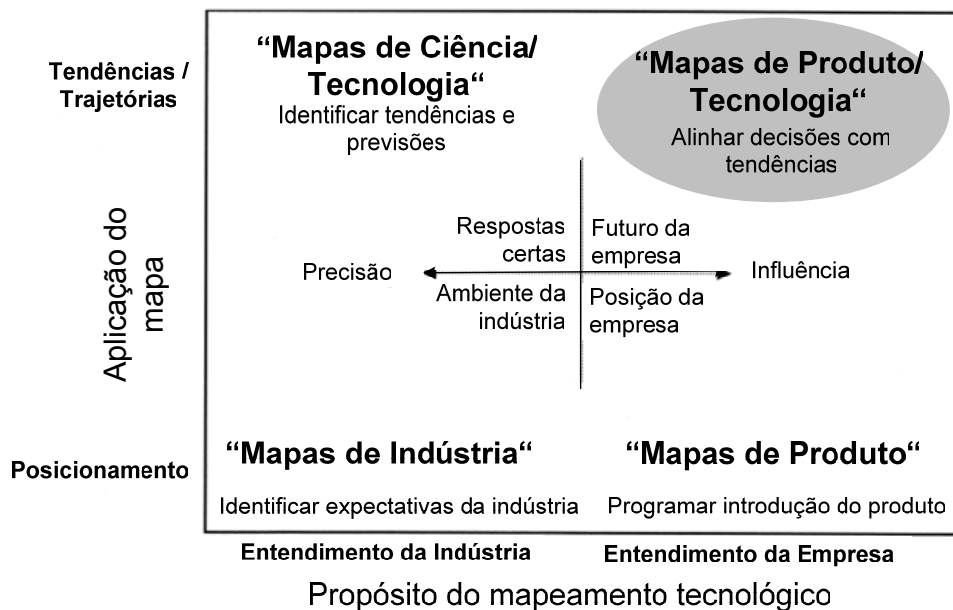 Tendências /
Trajetórias
“Mapas de Ciência/
Tecnologia“
Identificar tendências e
previsões
“Mapas de Produto/
Tecnologia“
Alinhar decisões com
tendências
Aplicação do
mapa
Respostas
certas
Futuro da
empresa
Precisão
Influência
Ambiente da
indústria
Posição da
empresa
Posicionamento
“Mapas de Indústria“
Identificar expectativas da indústria
“Mapas de Produto“
Programar introdução do produto
Entendimento da Indústria
Entendimento da Empresa
Propósito do mapeamento tecnológico